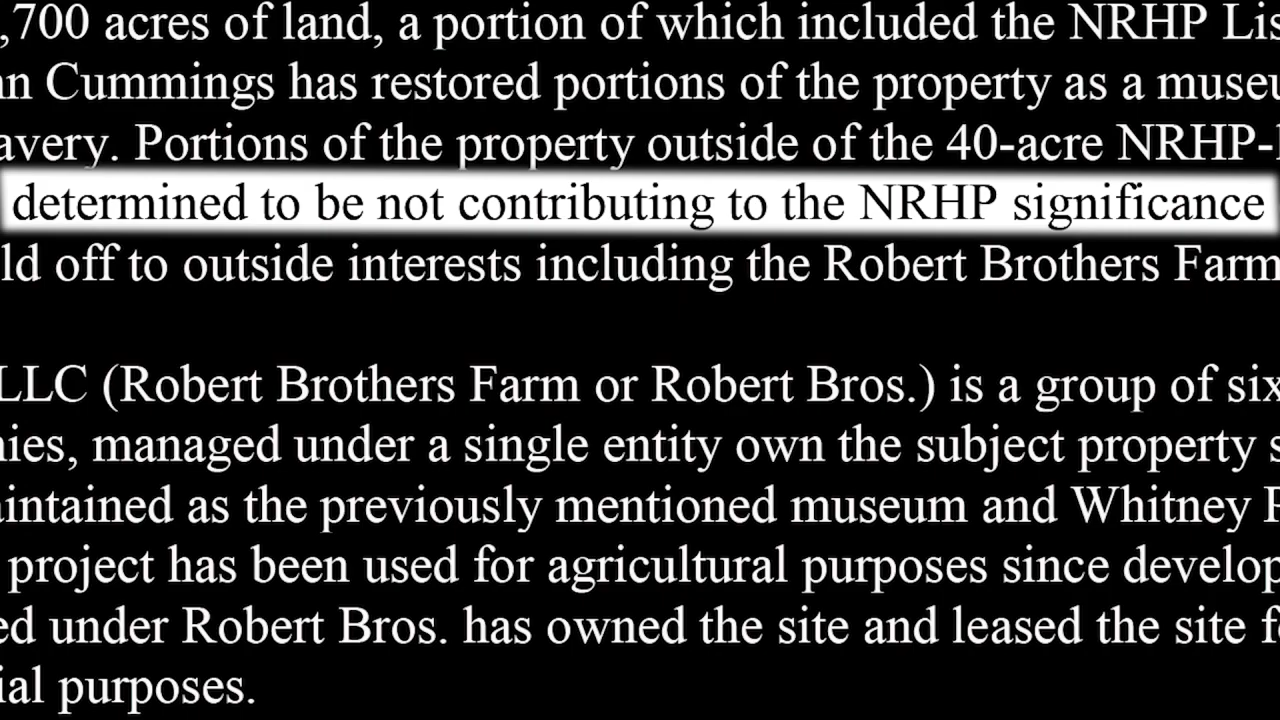 ,700 acres of land, a portion of which included the NRHP Lis
nn Cummings has restored portions of the property as a museu
avery. Portions of the property outside of the 40-acre NRHP-l
determined to be not contributing to the NRHP significance
ld off to outside interests including the Robert Brothers Farm
LLC (Robert Brothers Farm or Robert Bros.) is a group of six
nies, managed under a single entity own the subject property s
aintained as the previously mentioned museum and Whitney P
project has been used for agricultural purposes since develop
ed under Robert Bros. has owned the site and leased the site f
ial purposes.